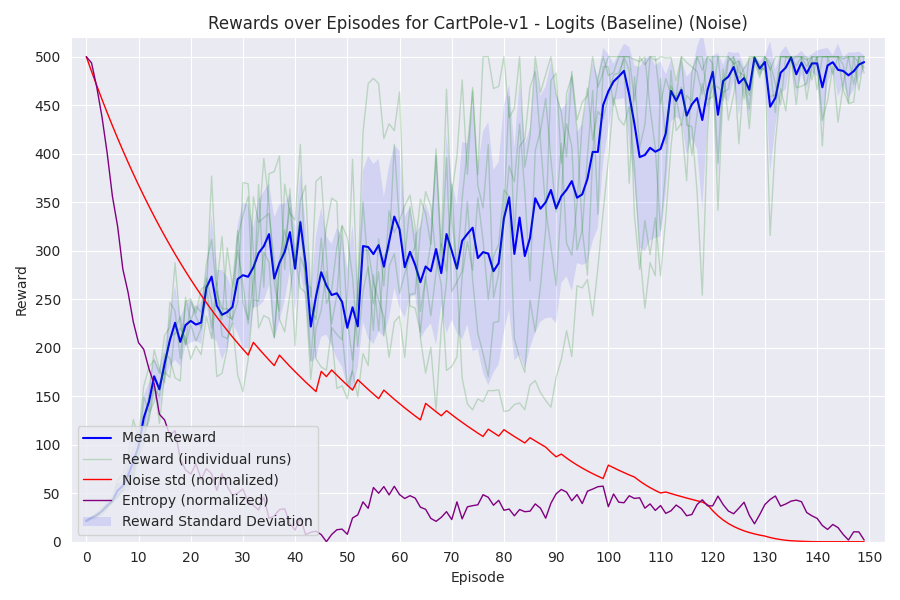 Rewards over Episodes for CartPole-v1 - Logits (Baseline) (Noise)
500
450
400
350
300
250
200
150
100
50
0
Reward
Mean Reward
Reward (individual runs)
Noise std (normalized)
Entropy (normalized)
Reward Standard Deviation
0 10 20 30 40 50 60 70 80 90 100 110 120 130 140 150
Episode